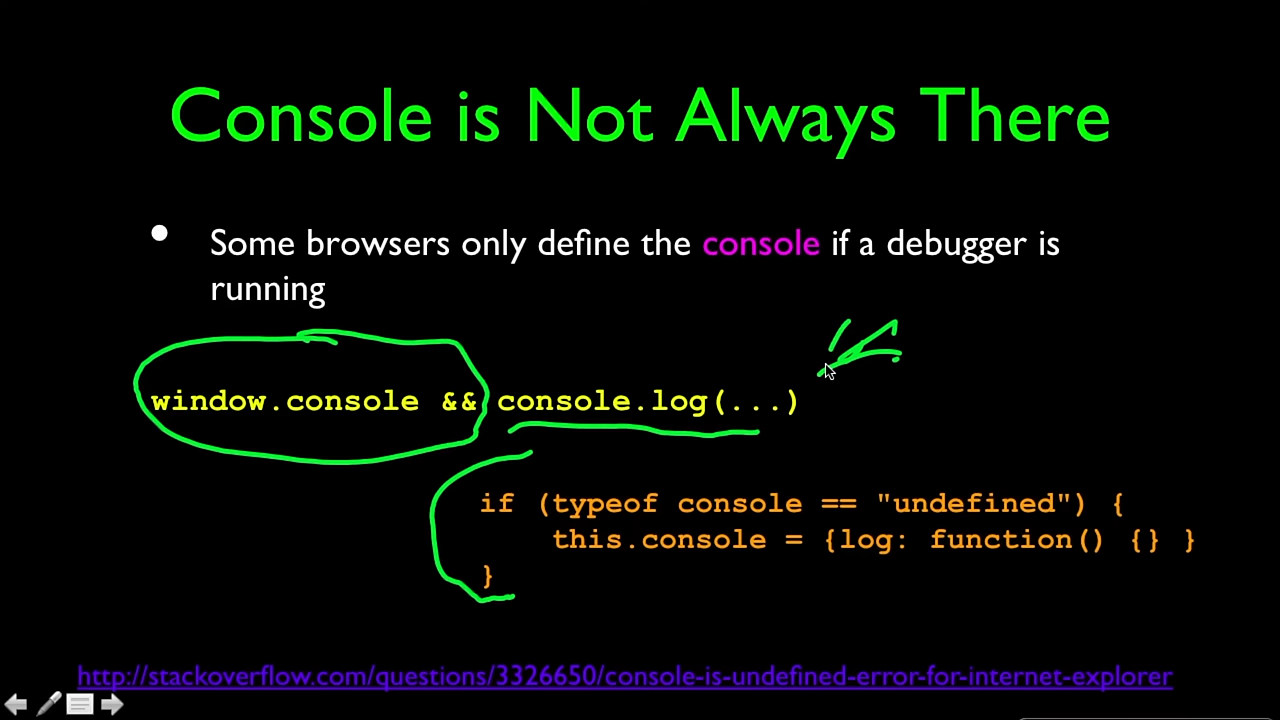 Console is Not Always There
• Some browsers only define the console if a debugger is
running
window.console && console.log(...)
if (typeof console == "undefined") {
this.console = {log: function() {} }
}
http://stackoverflow.com/questions/3326650/console-is-undefined-error-for-internet-explorer